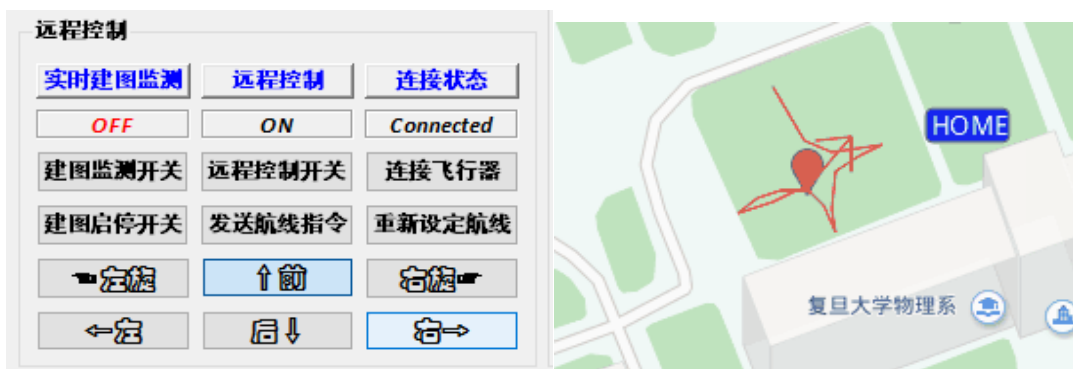 远程控制
实时建图监测 远程控制 连接状态
OFF ON Connected
建图监测开关 远程控制开关 连接飞行器
建图启停开关 发送航线指令 重新设定航线
☚左旋 ⇑前 右旋☛
⇐左 后⇓ 右⇒
HOME
复旦大学物理系